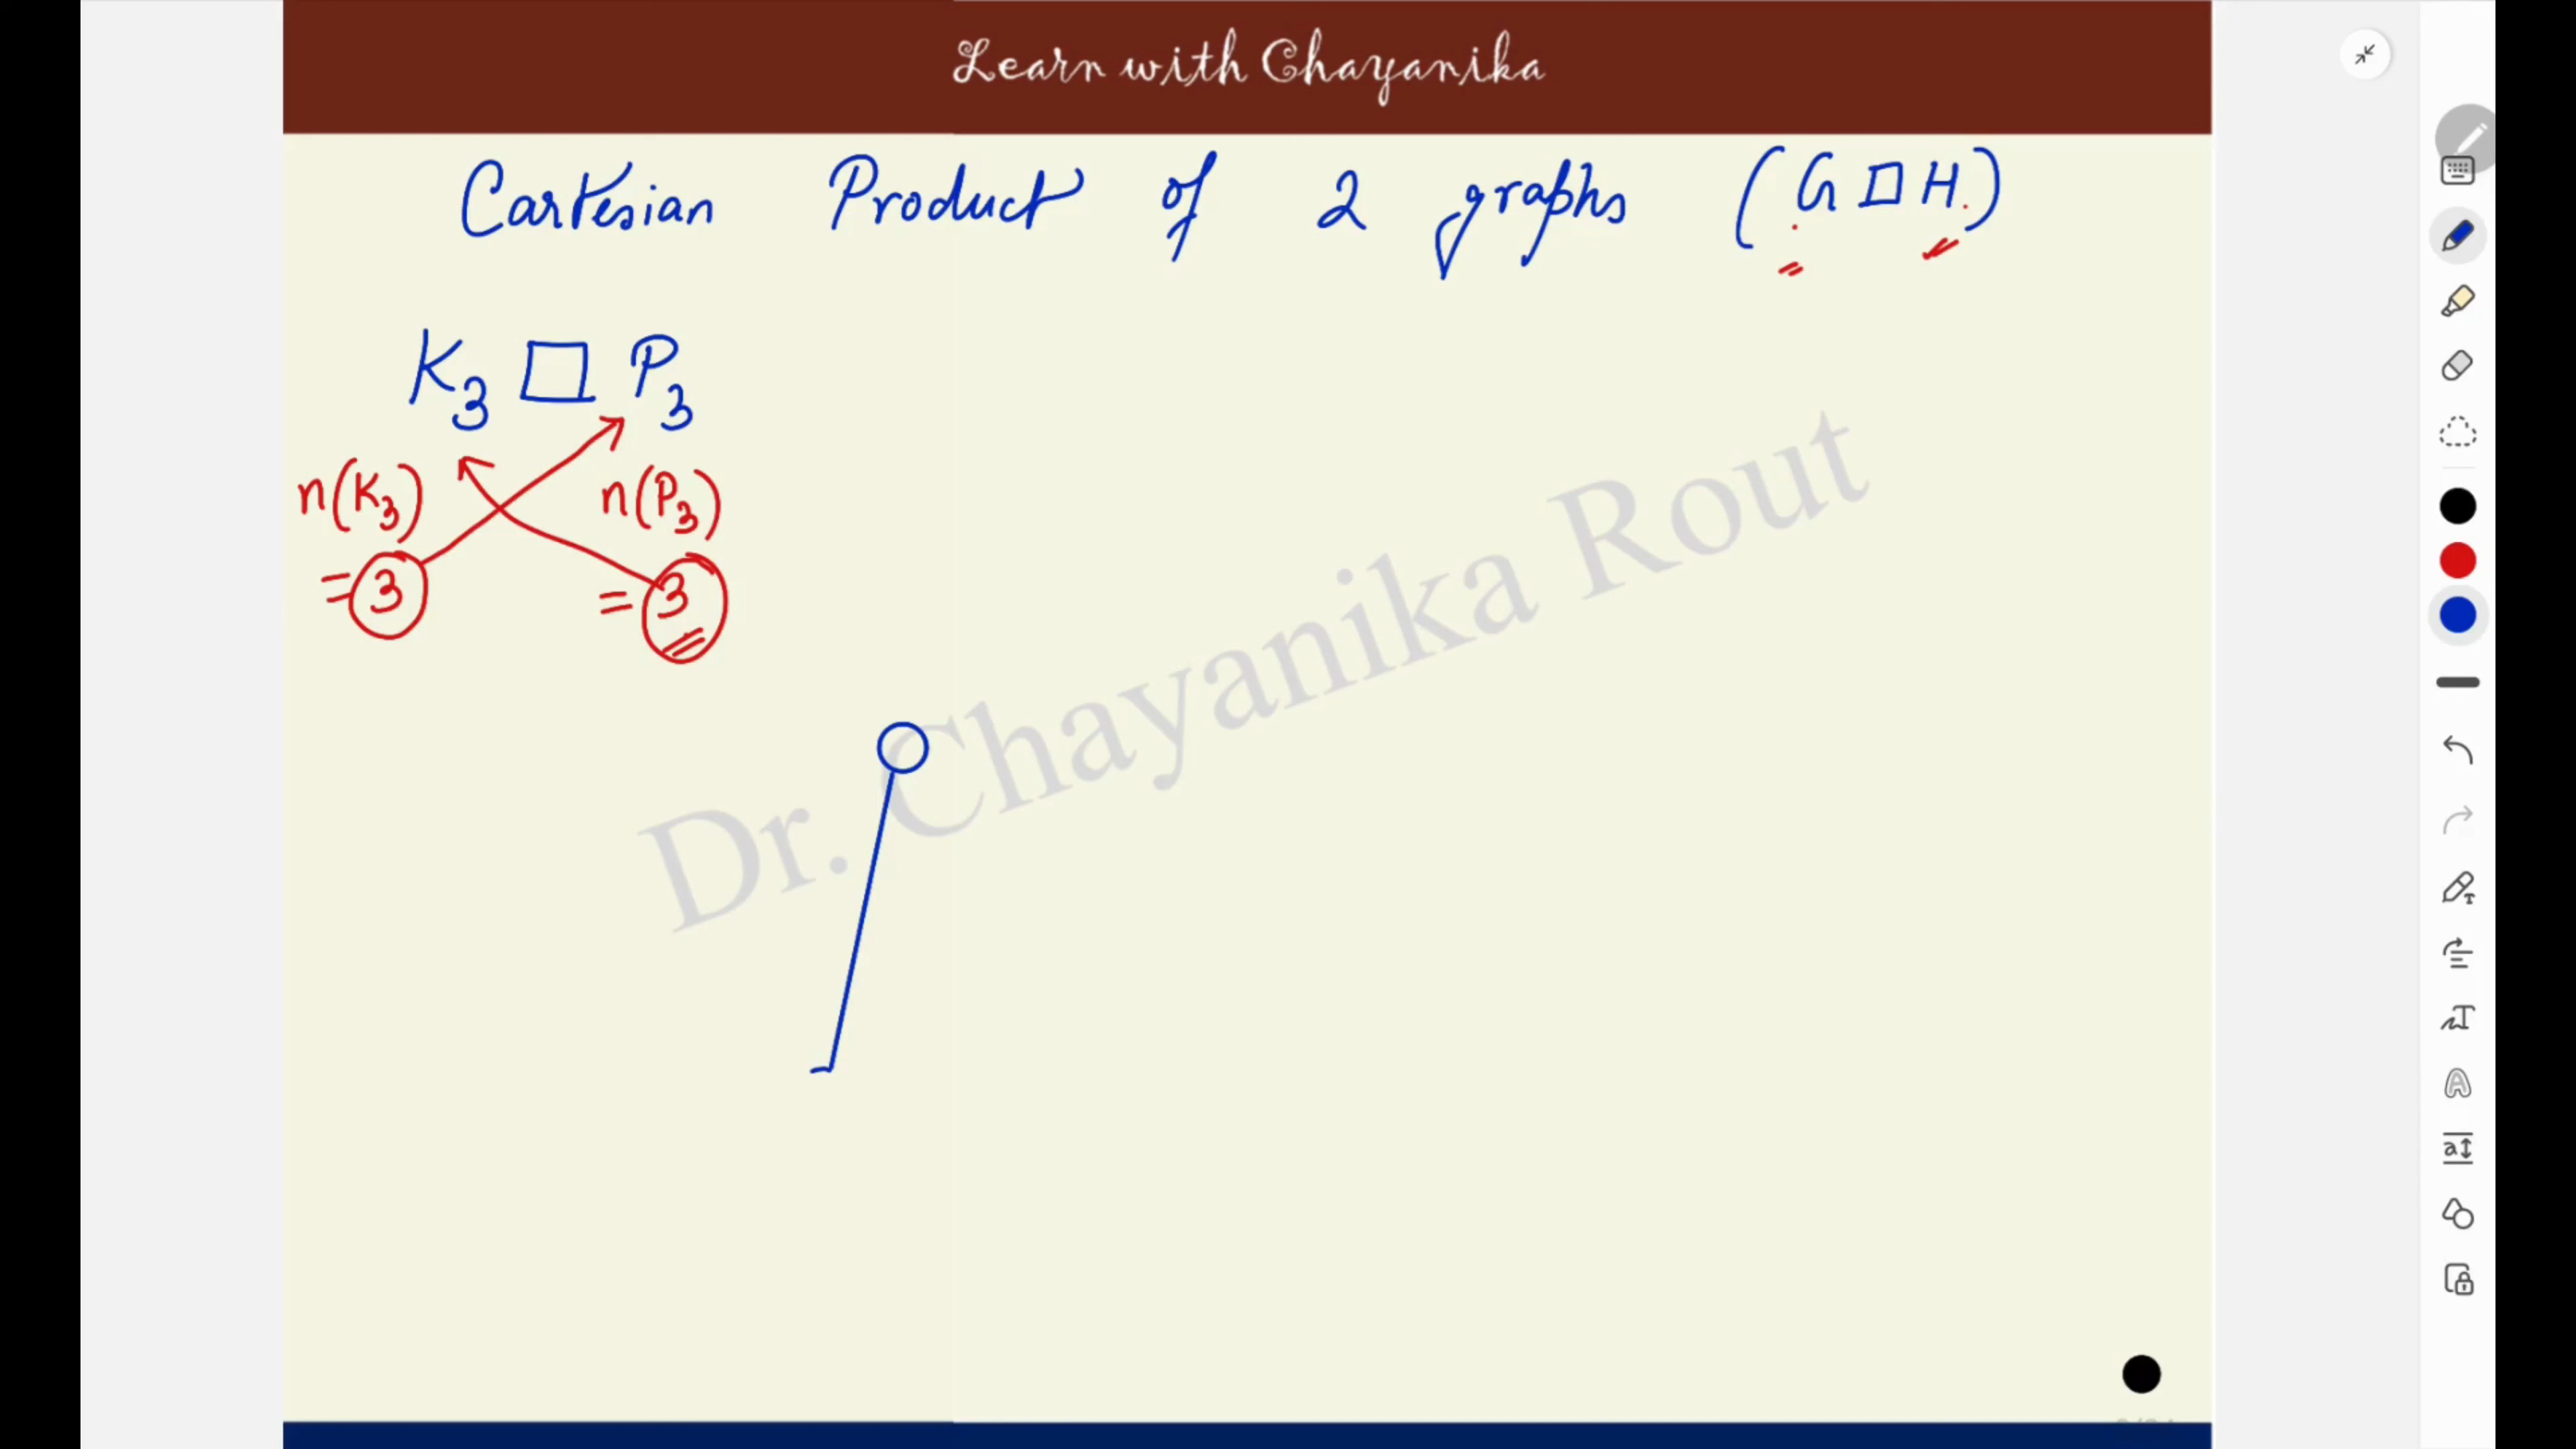 Learn with Chayanika
Cartesian Product of 2 graphs (G □ H)
K₃ □ P₃
n(K₃) n(P₃)
= 3 = 3
Dr. Chayanika Rout